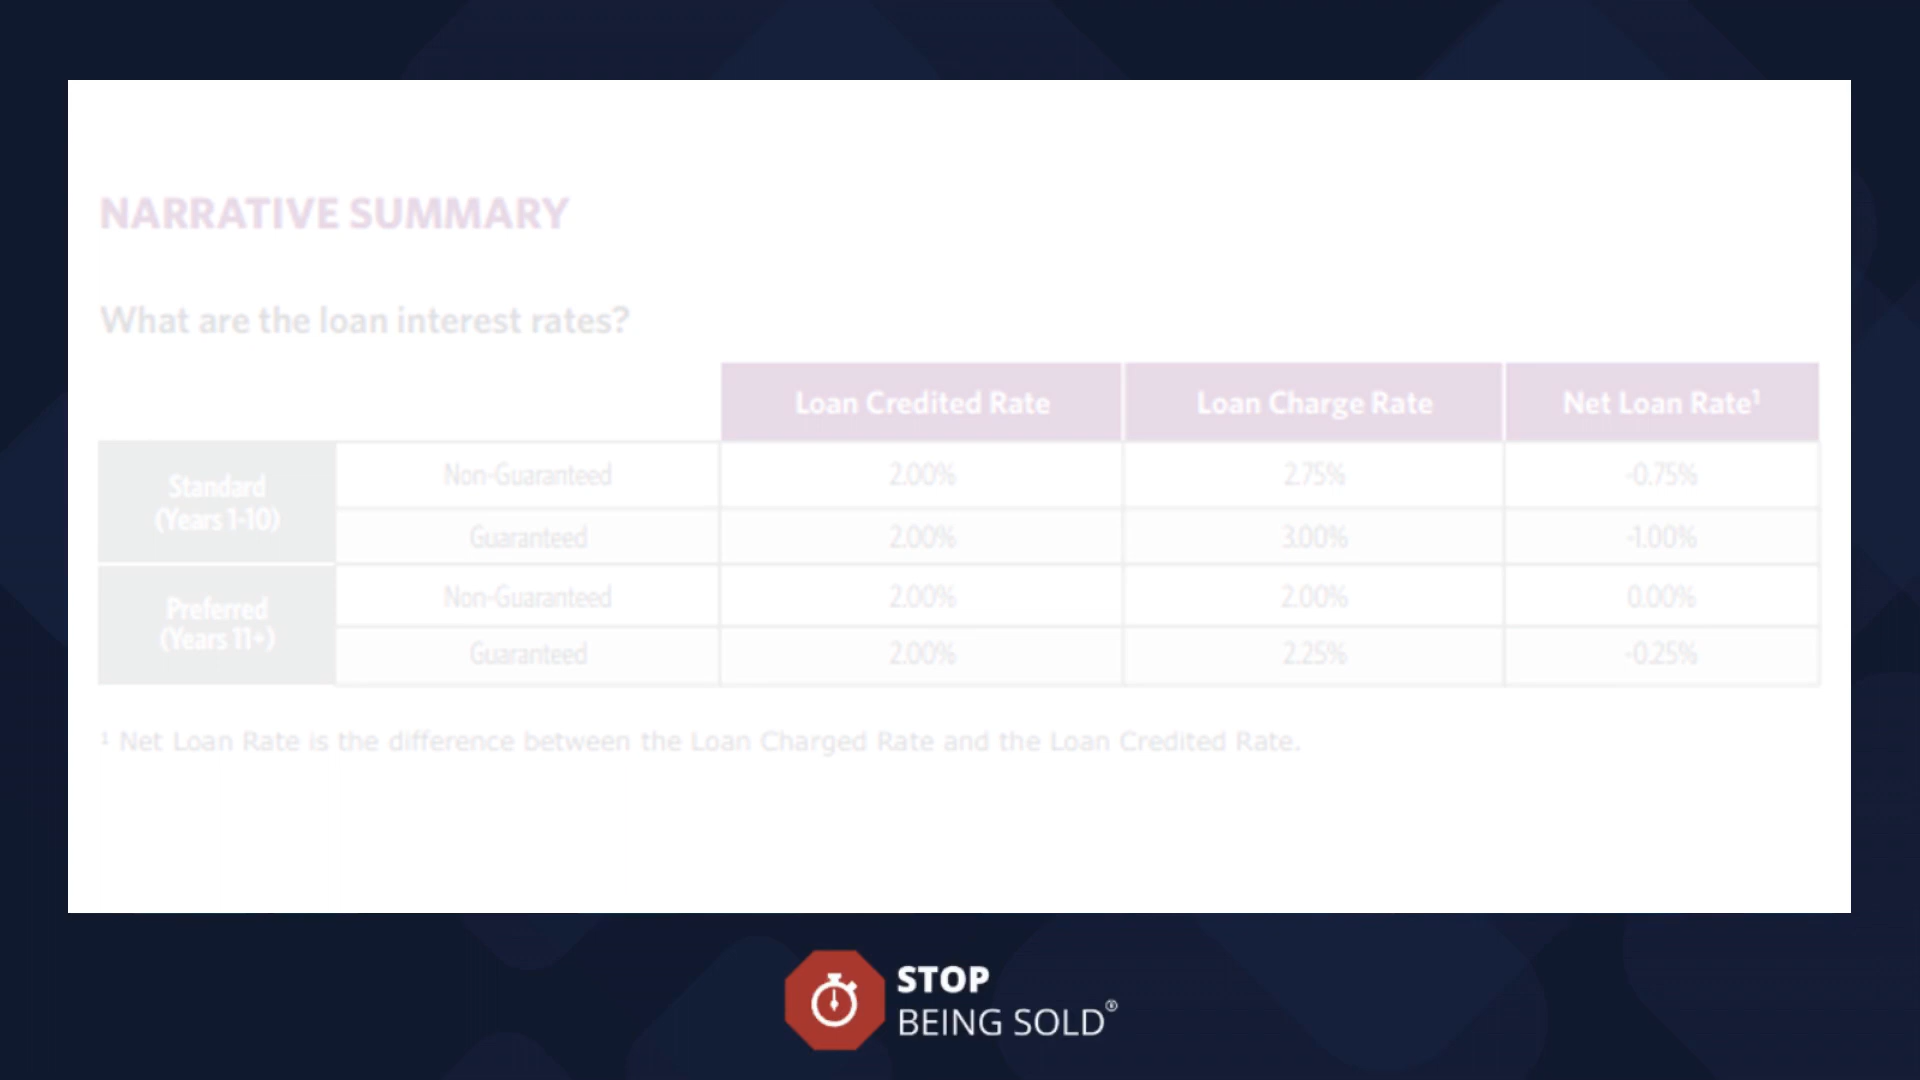 NARRATIVE SUMMARY
What are the loan interest rates?
Loan Credited Rate Loan Charge Rate Net Loan Rate¹
Standard (Years 1-10)
Non-Guaranteed 2.00% 2.75% -0.75%
Guaranteed 2.00% 3.00% -1.00%
Preferred (Years 11+)
Non-Guaranteed 2.00% 2.00% 0.00%
Guaranteed 2.00% 2.25% -0.25%
¹ Net Loan Rate is the difference between the Loan Charged Rate and the Loan Credited Rate.
STOP
BEING SOLD®